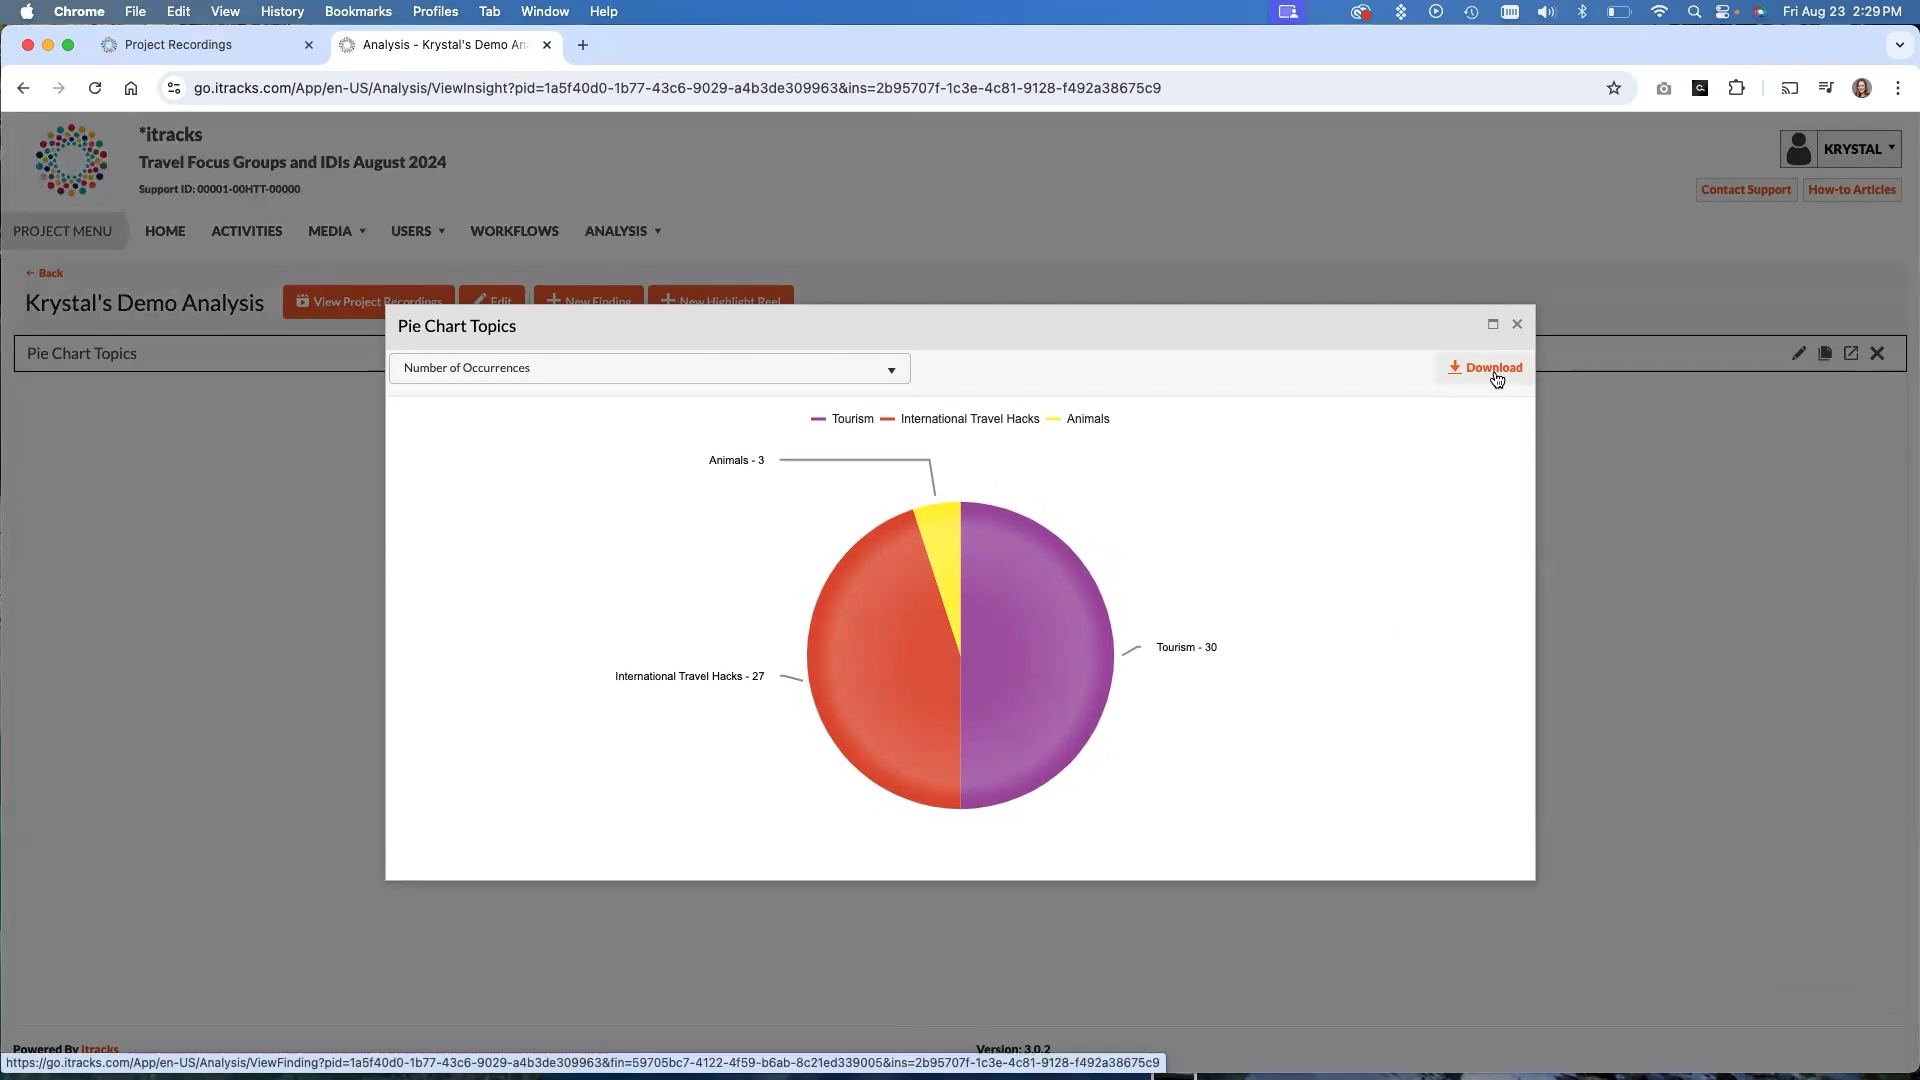 Chrome File Edit View History Bookmarks Profiles Tab Window Help Fri Aug 23 2:29 PM
Project Recordings Analysis - Krystal's Demo An
go.itracks.com/App/en-US/Analysis/ViewInsight?pid=1a5f40d0-1b77-43c6-9029-a4b3de309963&ins=2b95707f-1c3e-4c81-9128-f492a38675c9
*itracks
Travel Focus Groups and IDIs August 2024
Support ID: 00001-00HTT-00000
KRYSTAL
Contact Support How-to Articles
PROJECT MENU HOME ACTIVITIES MEDIA USERS WORKFLOWS ANALYSIS
← Back
Krystal's Demo Analysis View Project Recordings Edit New Finding New Highlight Reel
Pie Chart Topics
Pie Chart Topics
Number of Occurrences Download
Tourism International Travel Hacks Animals
Animals - 3
Tourism - 30
International Travel Hacks - 27
Powered By itracks Version: 3.0.2
https://go.itracks.com/App/en-US/Analysis/ViewFinding?pid=1a5f40d0-1b77-43c6-9029-a4b3de309963&fin=59705bc7-4122-4f59-b6ab-8c21ed339005&ins=2b95707f-1c3e-4c81-9128-f492a38675c9